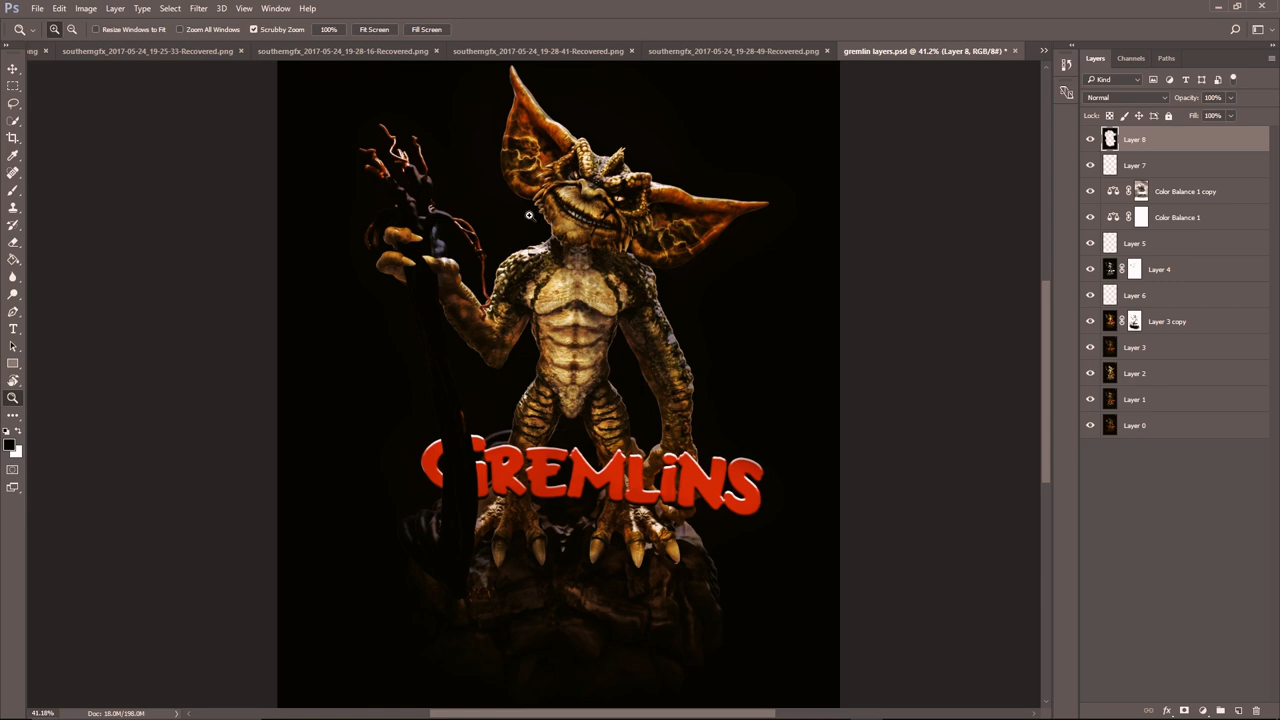 Ps File Edit Image Layer Type Select Filter 3D View Window Help
Resize Windows to Fit Zoom All Windows Scrubby Zoom 100% Fit Screen Fill Screen
ng × southerngfx_2017-05-24_19-25-33-Recovered.png × southerngfx_2017-05-24_19-28-16-Recovered.png × southerngfx_2017-05-24_19-28-41-Recovered.png × southerngfx_2017-05-24_19-28-49-Recovered.png × gremlin layers.psd @ 41.2% (Layer 8, RGB/8#) * ×
Layers Channels Paths
Kind
Normal Opacity: 100%
Lock: Fill: 100%
Layer 8
Layer 7
Color Balance 1 copy
Color Balance 1
Layer 5
Layer 4
Layer 6
Layer 3 copy
Layer 3
Layer 2
Layer 1
Layer 0
GREMLiNS
41.18% Doc: 18.0M/198.0M